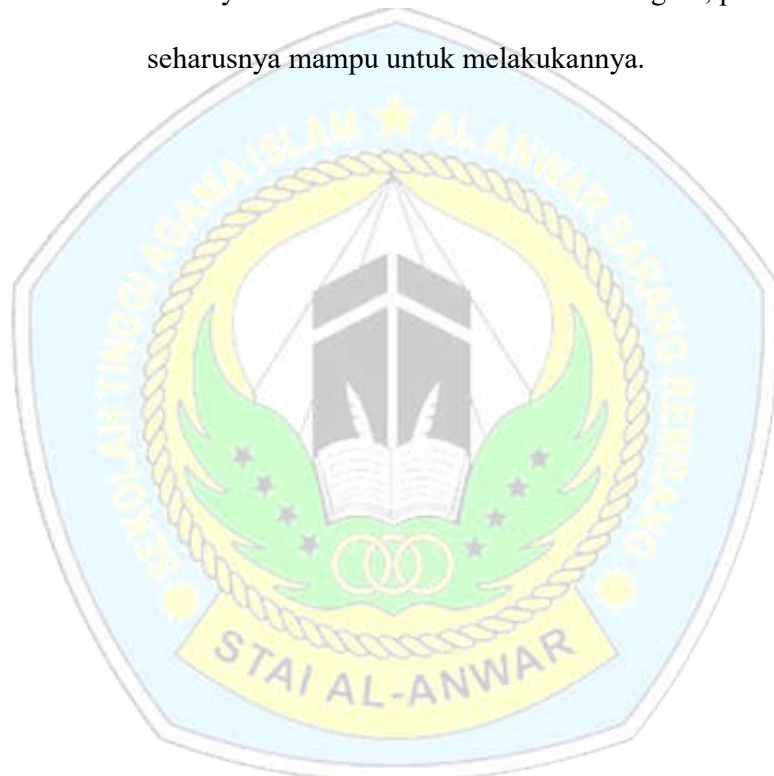 seharusnya mampu untuk melakukannya.
SEKOLAH TINGGI AGAMA ISLAM ★ AL ANWAR SARANG REMBANG
STAI AL-ANWAR